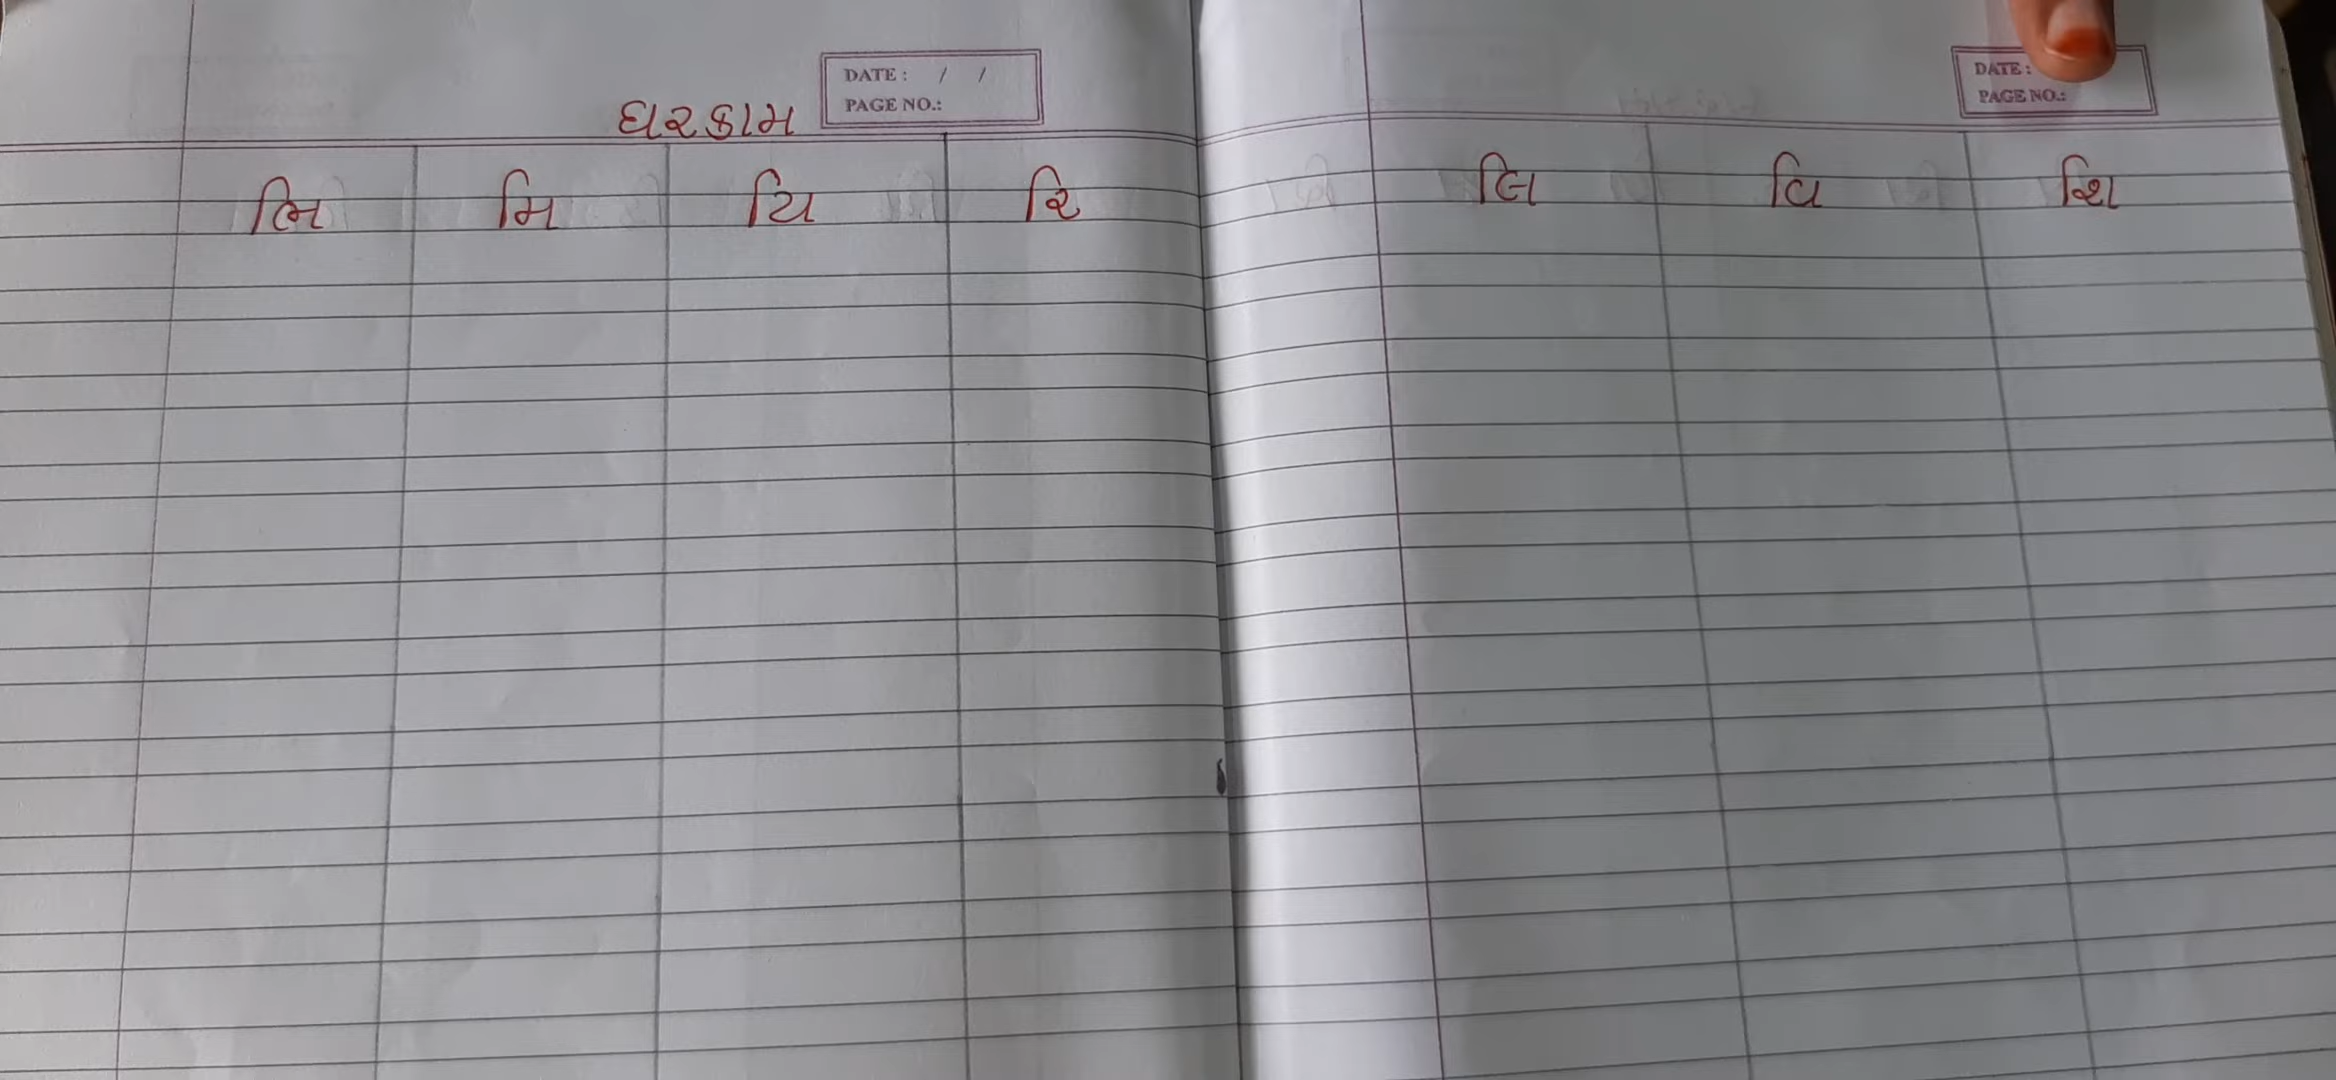 DATE : / /
PAGE NO.:
ઘરકામ
ભિ મિ યિ રિ
DATE :
PAGE NO.:
લિ વિ શિ